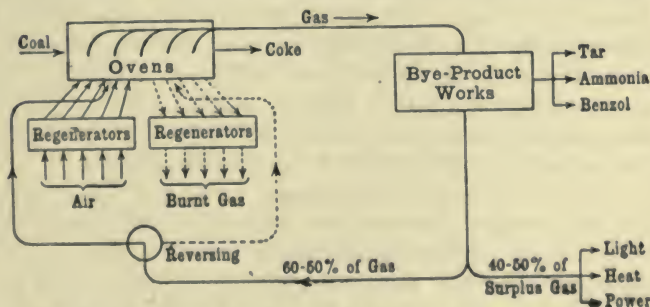 Gas
Coal
Coke
Ovens
Bye-Product
Works
Tar
Ammonia
Benzol
Regenerators
Regenerators
Air
Burnt Gas
Reversing
60-50% of Gas
40-50% of
Surplus Gas
Light
Heat
Power